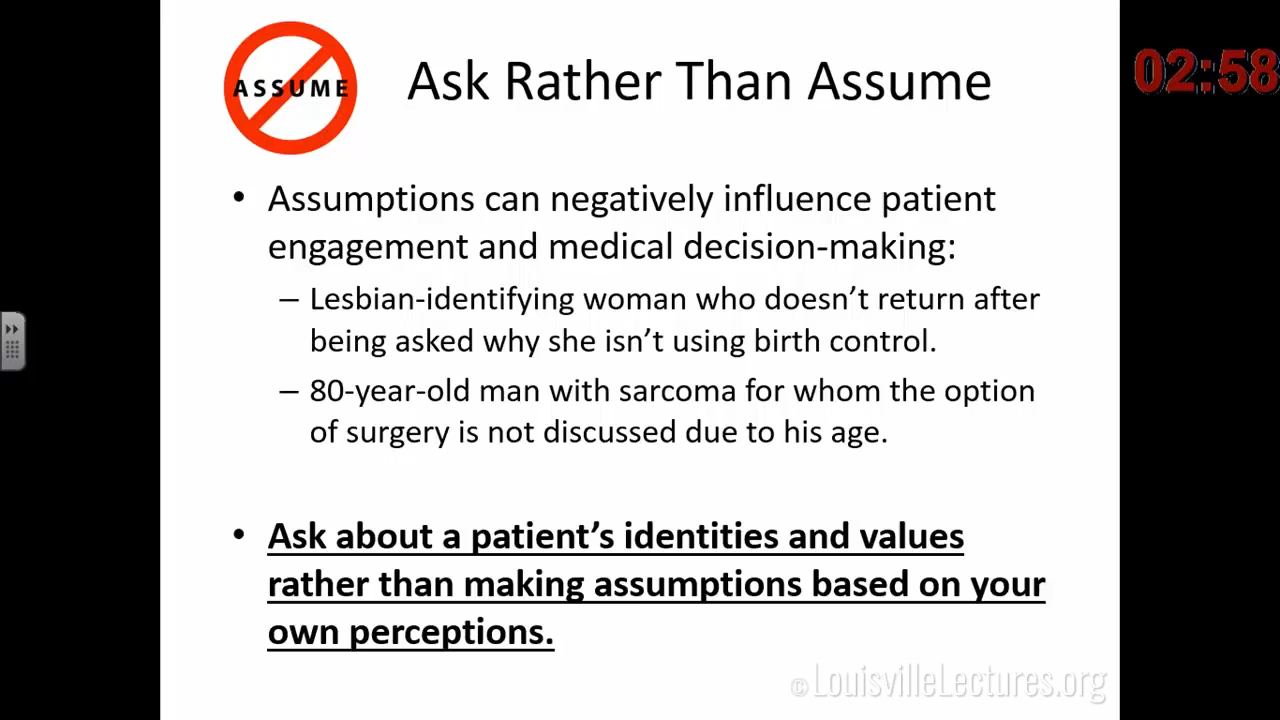 ASSUME
Ask Rather Than Assume
02:58
• Assumptions can negatively influence patient
engagement and medical decision-making:
– Lesbian-identifying woman who doesn’t return after
being asked why she isn’t using birth control.
– 80-year-old man with sarcoma for whom the option
of surgery is not discussed due to his age.
• Ask about a patient’s identities and values
rather than making assumptions based on your
own perceptions.
©LouisvilleLectures.org